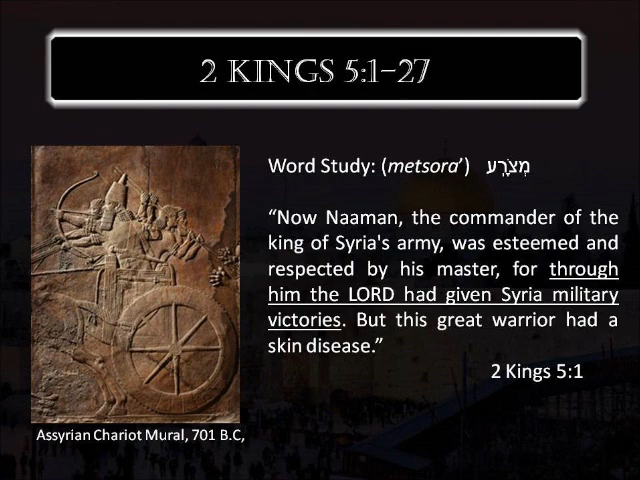 2 KINGS 5:1–27
Word Study: (metsora’) מְצֹרָע
“Now Naaman, the commander of the
king of Syria's army, was esteemed and
respected by his master, for through
him the LORD had given Syria military
victories. But this great warrior had a
skin disease.”
2 Kings 5:1
Assyrian Chariot Mural, 701 B.C,